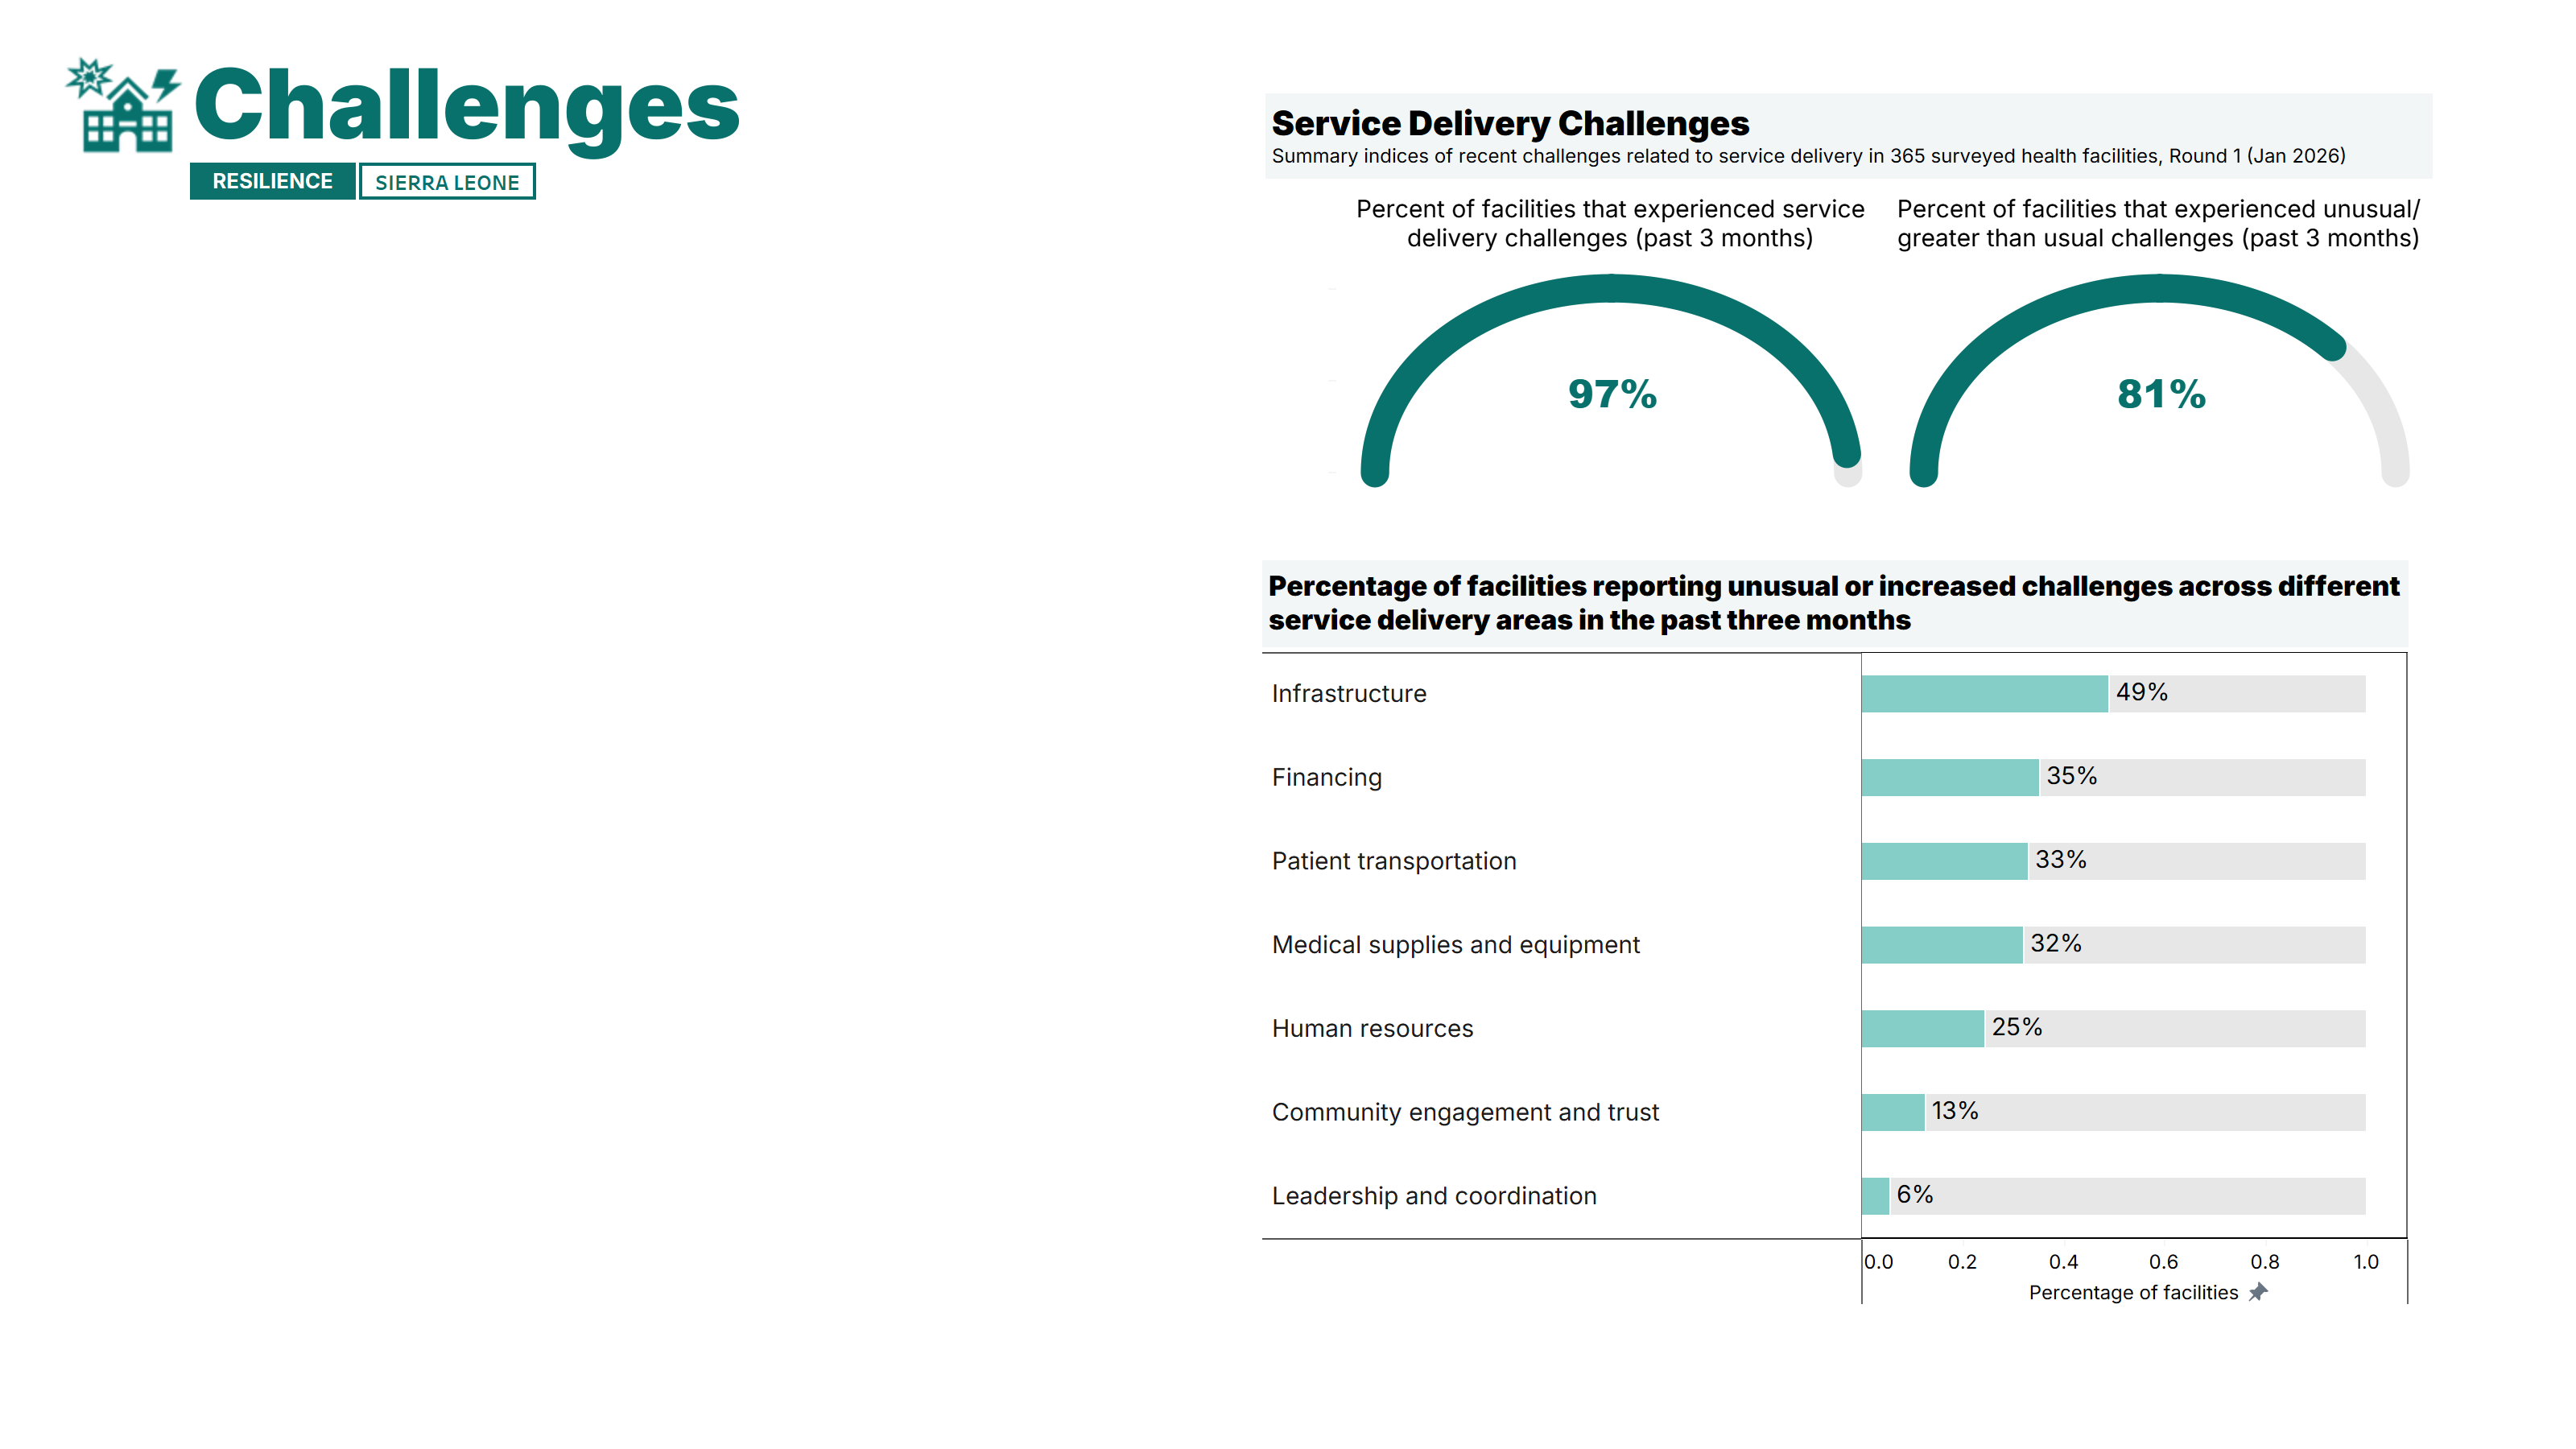 Challenges
RESILIENCE
SIERRA LEONE
Service Delivery Challenges
Summary indices of recent challenges related to service delivery in 365 surveyed health facilities, Round 1 (Jan 2026)
Percent of facilities that experienced service
delivery challenges (past 3 months)
Percent of facilities that experienced unusual/
greater than usual challenges (past 3 months)
97%
81%
Percentage of facilities reporting unusual or increased challenges across different
service delivery areas in the past three months
Infrastructure 49%
Financing 35%
Patient transportation 33%
Medical supplies and equipment 32%
Human resources 25%
Community engagement and trust 13%
Leadership and coordination 6%
0.0 0.2 0.4 0.6 0.8 1.0
Percentage of facilities